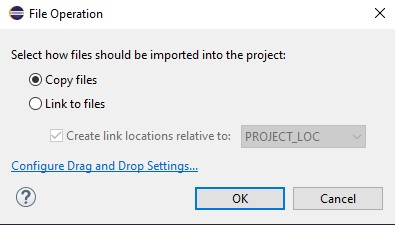 File Operation
Select how files should be imported into the project:
Copy files
Link to files
Create link locations relative to: PROJECT_LOC
Configure Drag and Drop Settings...
? OK Cancel